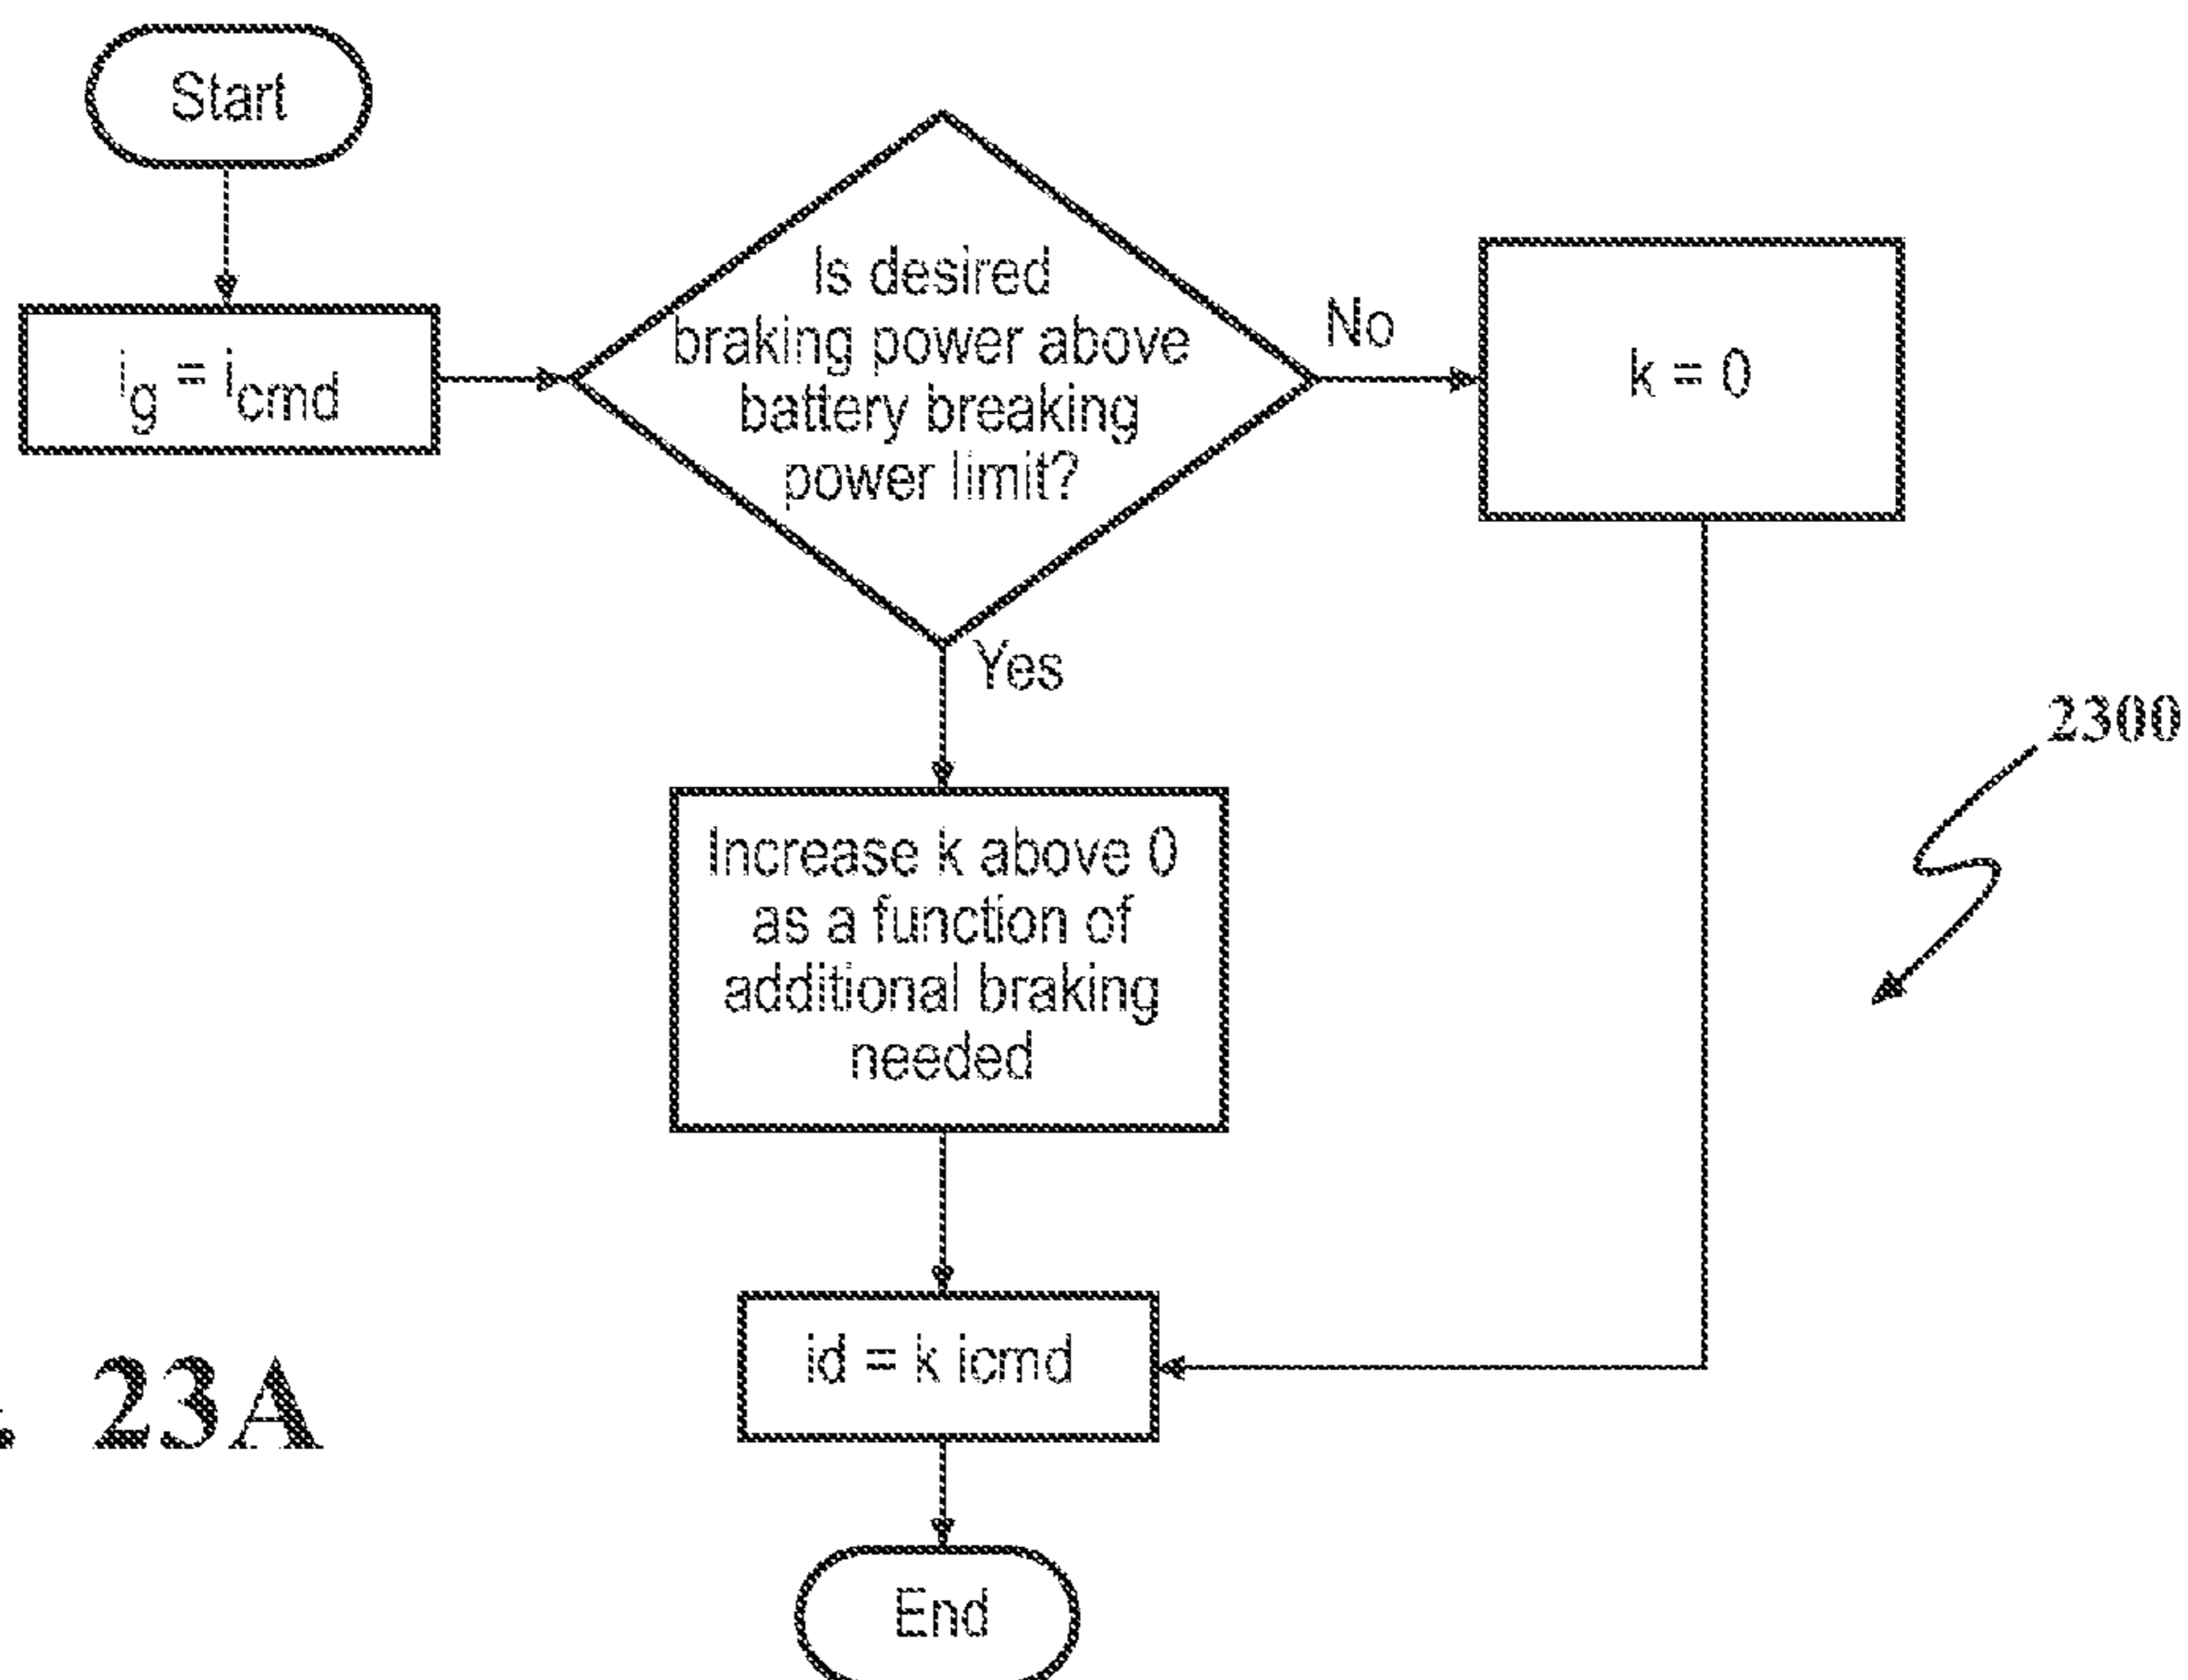 Start
ig = icmd
Is desired
braking power above
battery breaking
power limit?
No
k = 0
Yes
2300
Increase k above 0
as a function of
additional braking
needed
id = k icmd
23A
End